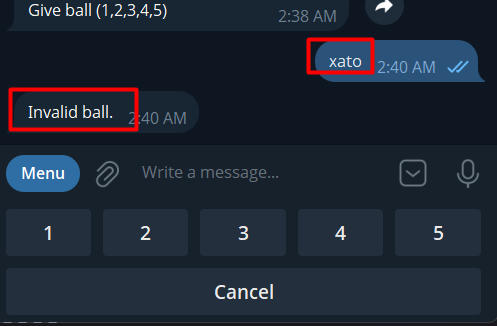 Give ball (1,2,3,4,5)
2:38 AM
xato
2:40 AM
Invalid ball.
2:40 AM
Menu
Write a message...
1 2 3 4 5
Cancel